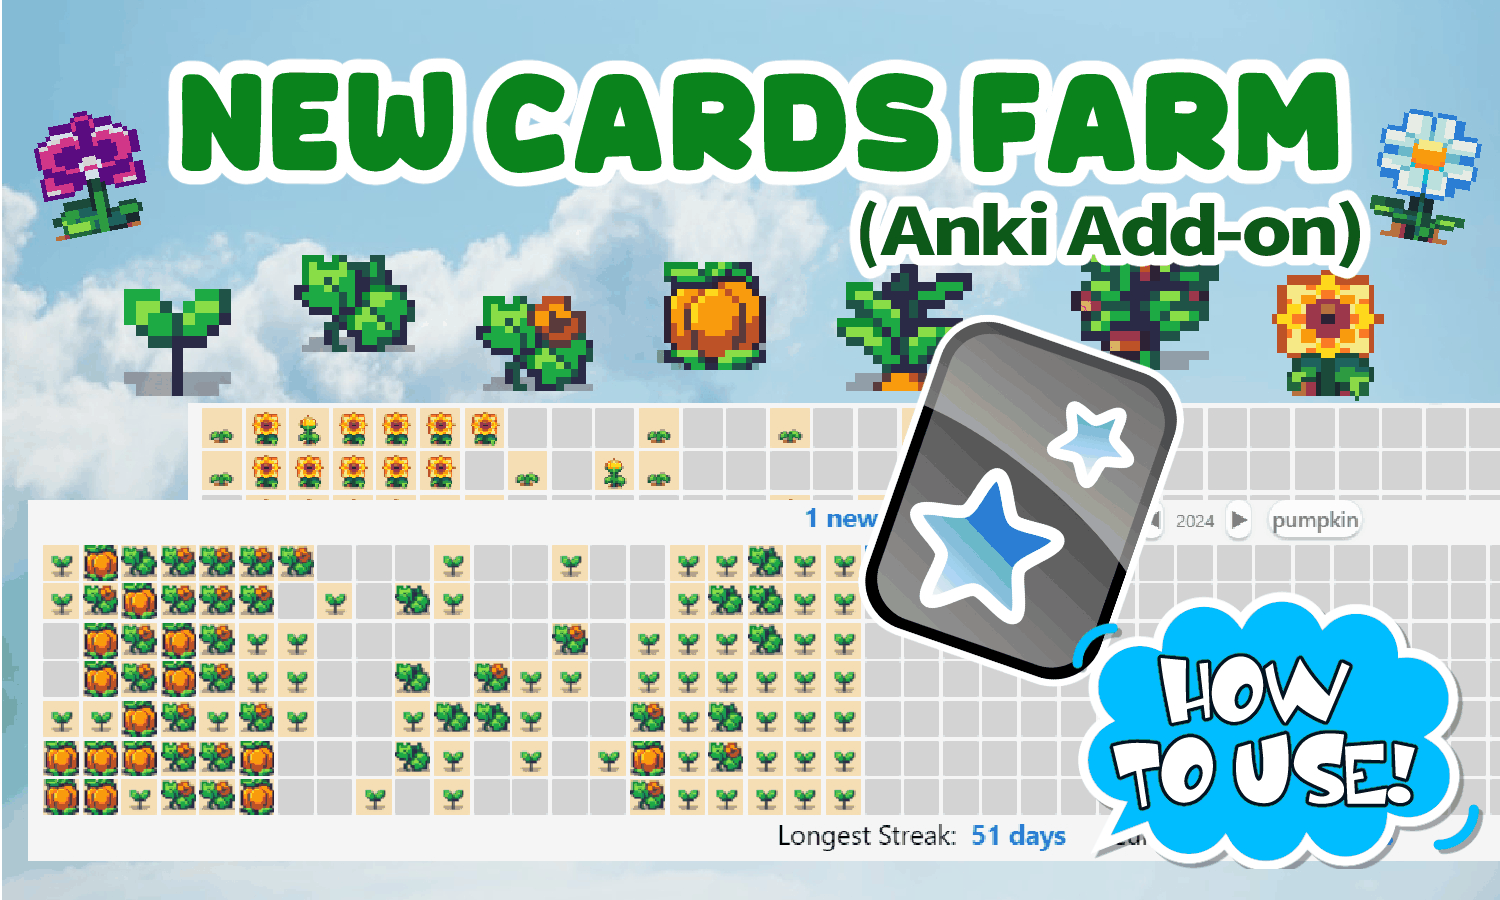 NEW CARDS FARM
(Anki Add-on)
1 new
2024
pumpkin
HOW
TO USE!
Longest Streak: 51 days